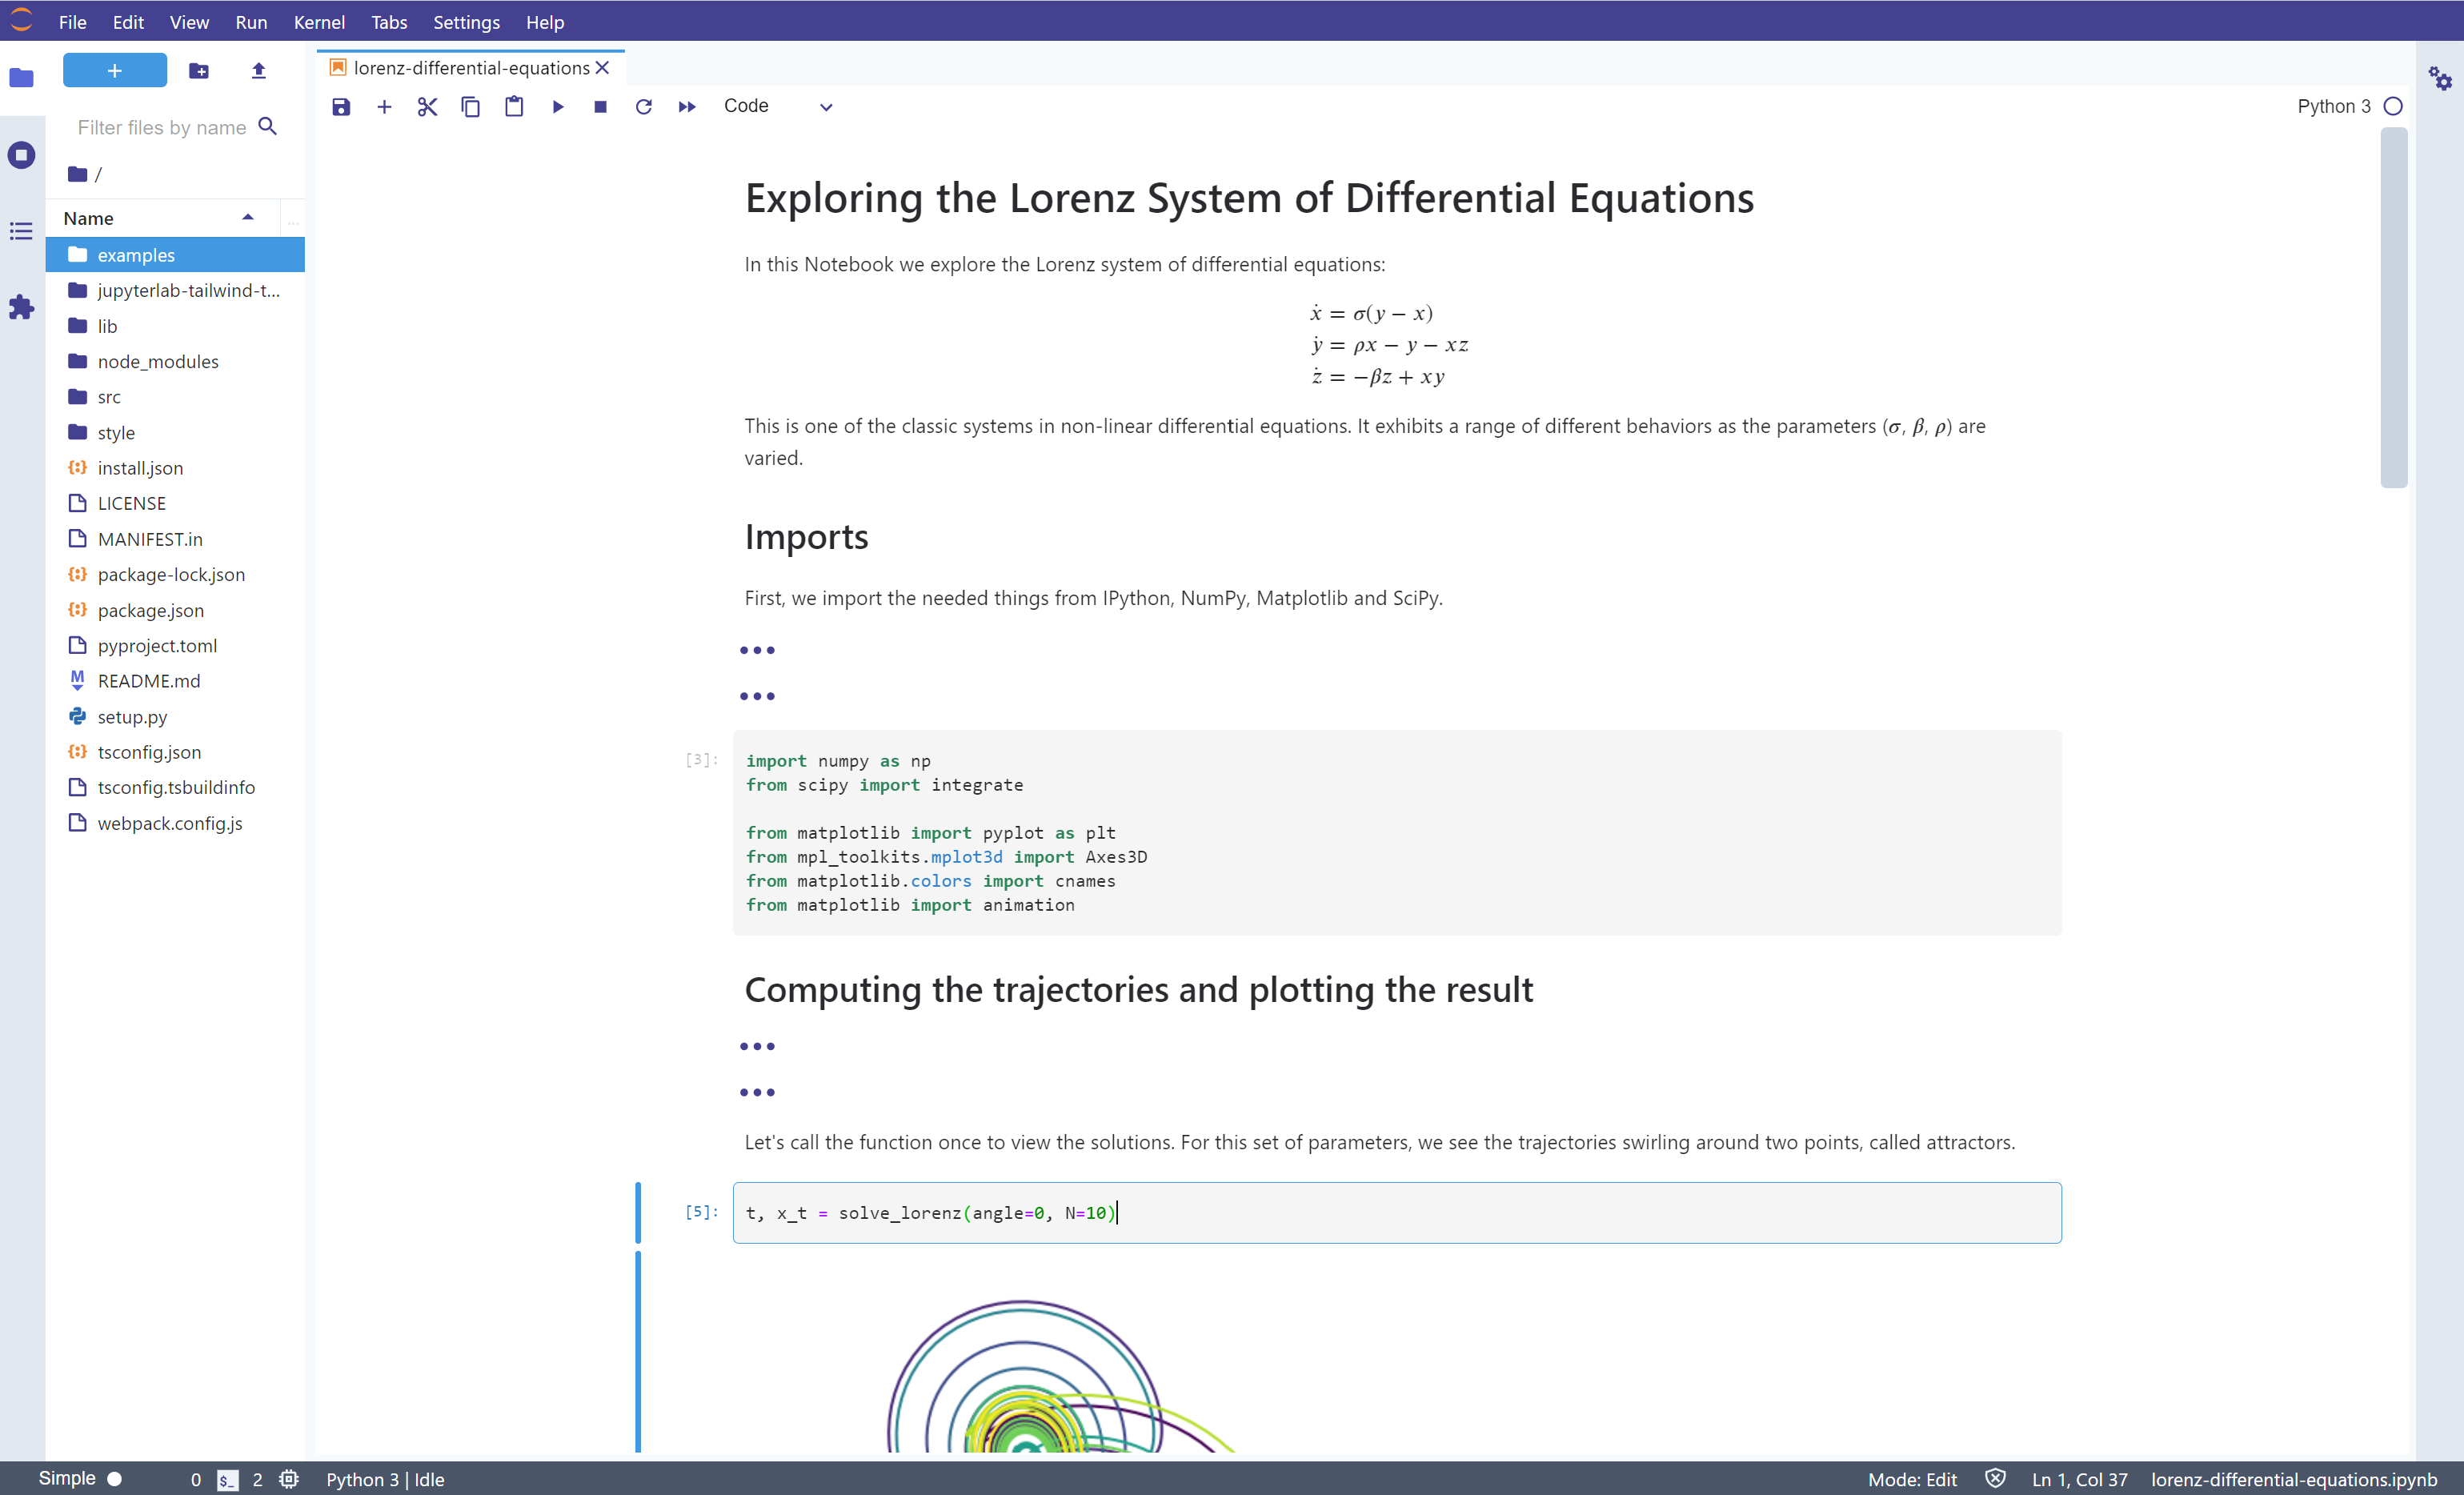 File Edit View Run Kernel Tabs Settings Help
Filter files by name
/
Name
...
examples
jupyterlab-tailwind-t...
lib
node_modules
src
style
install.json
LICENSE
MANIFEST.in
package-lock.json
package.json
pyproject.toml
README.md
setup.py
tsconfig.json
tsconfig.tsbuildinfo
webpack.config.js
lorenz-differential-equations
Code
Python 3
Exploring the Lorenz System of Differential Equations
In this Notebook we explore the Lorenz system of differential equations:
ẋ = σ(y − x)
ẏ = ρx − y − xz
ż = −βz + xy
This is one of the classic systems in non-linear differential equations. It exhibits a range of different behaviors as the parameters (σ, β, ρ) are
varied.
Imports
First, we import the needed things from IPython, NumPy, Matplotlib and SciPy.
[3]:
import numpy as np
from scipy import integrate
from matplotlib import pyplot as plt
from mpl_toolkits.mplot3d import Axes3D
from matplotlib.colors import cnames
from matplotlib import animation
Computing the trajectories and plotting the result
Let's call the function once to view the solutions. For this set of parameters, we see the trajectories swirling around two points, called attractors.
[5]:
t, x_t = solve_lorenz(angle=0, N=10)
Simple 0 $_ 2 Python 3 | Idle Mode: Edit Ln 1, Col 37 lorenz-differential-equations.ipynb